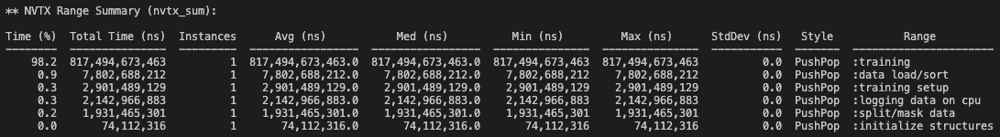 ** NVTX Range Summary (nvtx_sum):
Time (%)  Total Time (ns)  Instances  Avg (ns)  Med (ns)  Min (ns)  Max (ns)  StdDev (ns)  Style  Range
--------  ---------------  ---------  -----------------  -----------------  ---------------  ---------------  -----------  -------  ----------------------
98.2  817,494,673,463  1  817,494,673,463.0  817,494,673,463.0  817,494,673,463  817,494,673,463  0.0  PushPop  :training
0.9  7,802,688,212  1  7,802,688,212.0  7,802,688,212.0  7,802,688,212  7,802,688,212  0.0  PushPop  :data load/sort
0.3  2,901,489,129  1  2,901,489,129.0  2,901,489,129.0  2,901,489,129  2,901,489,129  0.0  PushPop  :training setup
0.3  2,142,966,883  1  2,142,966,883.0  2,142,966,883.0  2,142,966,883  2,142,966,883  0.0  PushPop  :logging data on cpu
0.2  1,931,465,301  1  1,931,465,301.0  1,931,465,301.0  1,931,465,301  1,931,465,301  0.0  PushPop  :split/mask data
0.0  74,112,316  1  74,112,316.0  74,112,316.0  74,112,316  74,112,316  0.0  PushPop  :initialize structures